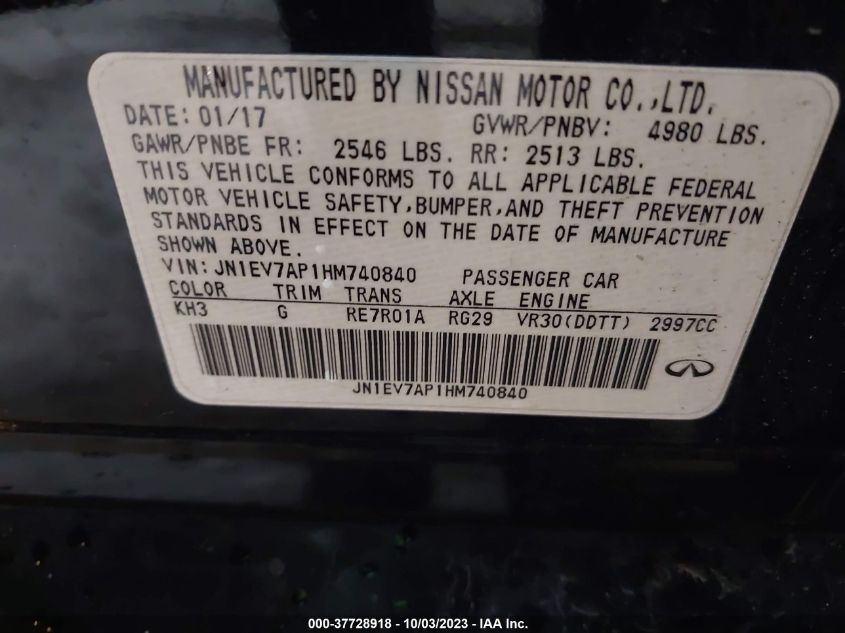 MANUFACTURED BY NISSAN MOTOR CO.,LTD.
DATE: 01/17 GVWR/PNBV: 4980 LBS.
GAWR/PNBE FR: 2546 LBS. RR: 2513 LBS.
THIS VEHICLE CONFORMS TO ALL APPLICABLE FEDERAL
MOTOR VEHICLE SAFETY,BUMPER,AND THEFT PREVENTION
STANDARDS IN EFFECT ON THE DATE OF MANUFACTURE
SHOWN ABOVE.
VIN: JN1EV7AP1HM740840 PASSENGER CAR
COLOR TRIM TRANS AXLE ENGINE
KH3 G RE7R01A RG29 VR30(DDTT) 2997CC
JN1EV7AP1HM740840
000-37728918 - 10/03/2023 - © IAA Inc.